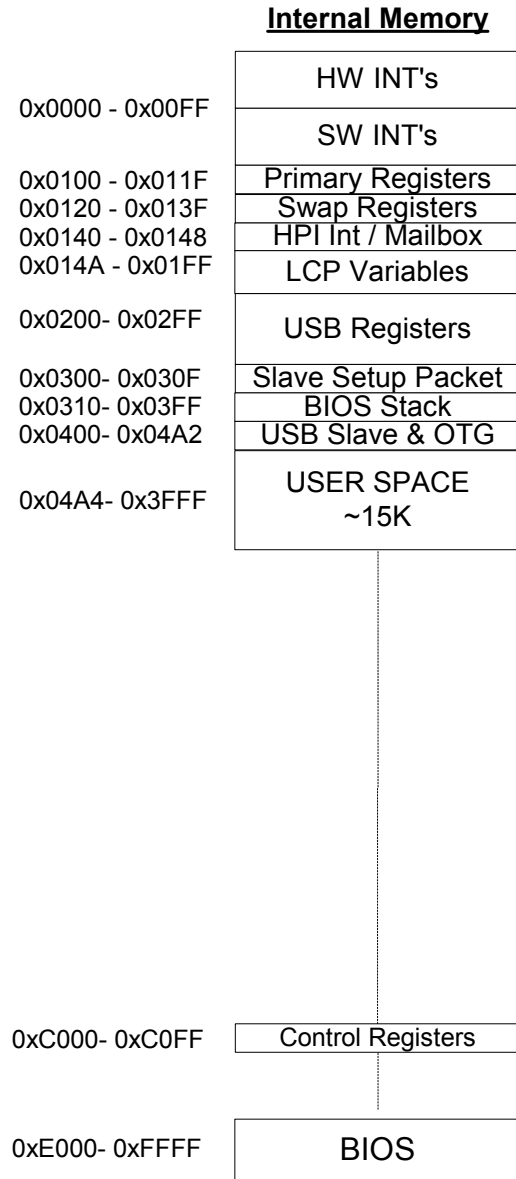 Internal Memory
HW INT's
0x0000 - 0x00FF
SW INT's
0x0100 - 0x011F Primary Registers
0x0120 - 0x013F Swap Registers
0x0140 - 0x0148 HPI Int / Mailbox
0x014A - 0x01FF LCP Variables
0x0200- 0x02FF USB Registers
0x0300- 0x030F Slave Setup Packet
0x0310- 0x03FF BIOS Stack
0x0400- 0x04A2 USB Slave & OTG
0x04A4- 0x3FFF USER SPACE
~15K
0xC000- 0xC0FF Control Registers
0xE000- 0xFFFF BIOS